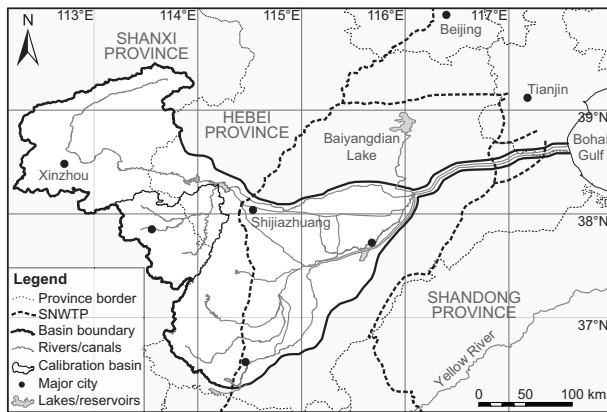 113°E
114°E
115°E
116°E
117°E
N
SHANXI
PROVINCE
Beijing
Tianjin
39°N
HEBEI
PROVINCE
Baiyangdian
Lake
Bohai
Gulf
Xinzhou
38°N
Shijiazhuang
Legend
Province border
SNWTP
Basin boundary
Rivers/canals
Calibration basin
Major city
Lakes/reservoirs
SHANDONG
PROVINCE
37°N
Yellow River
0 50 100 km